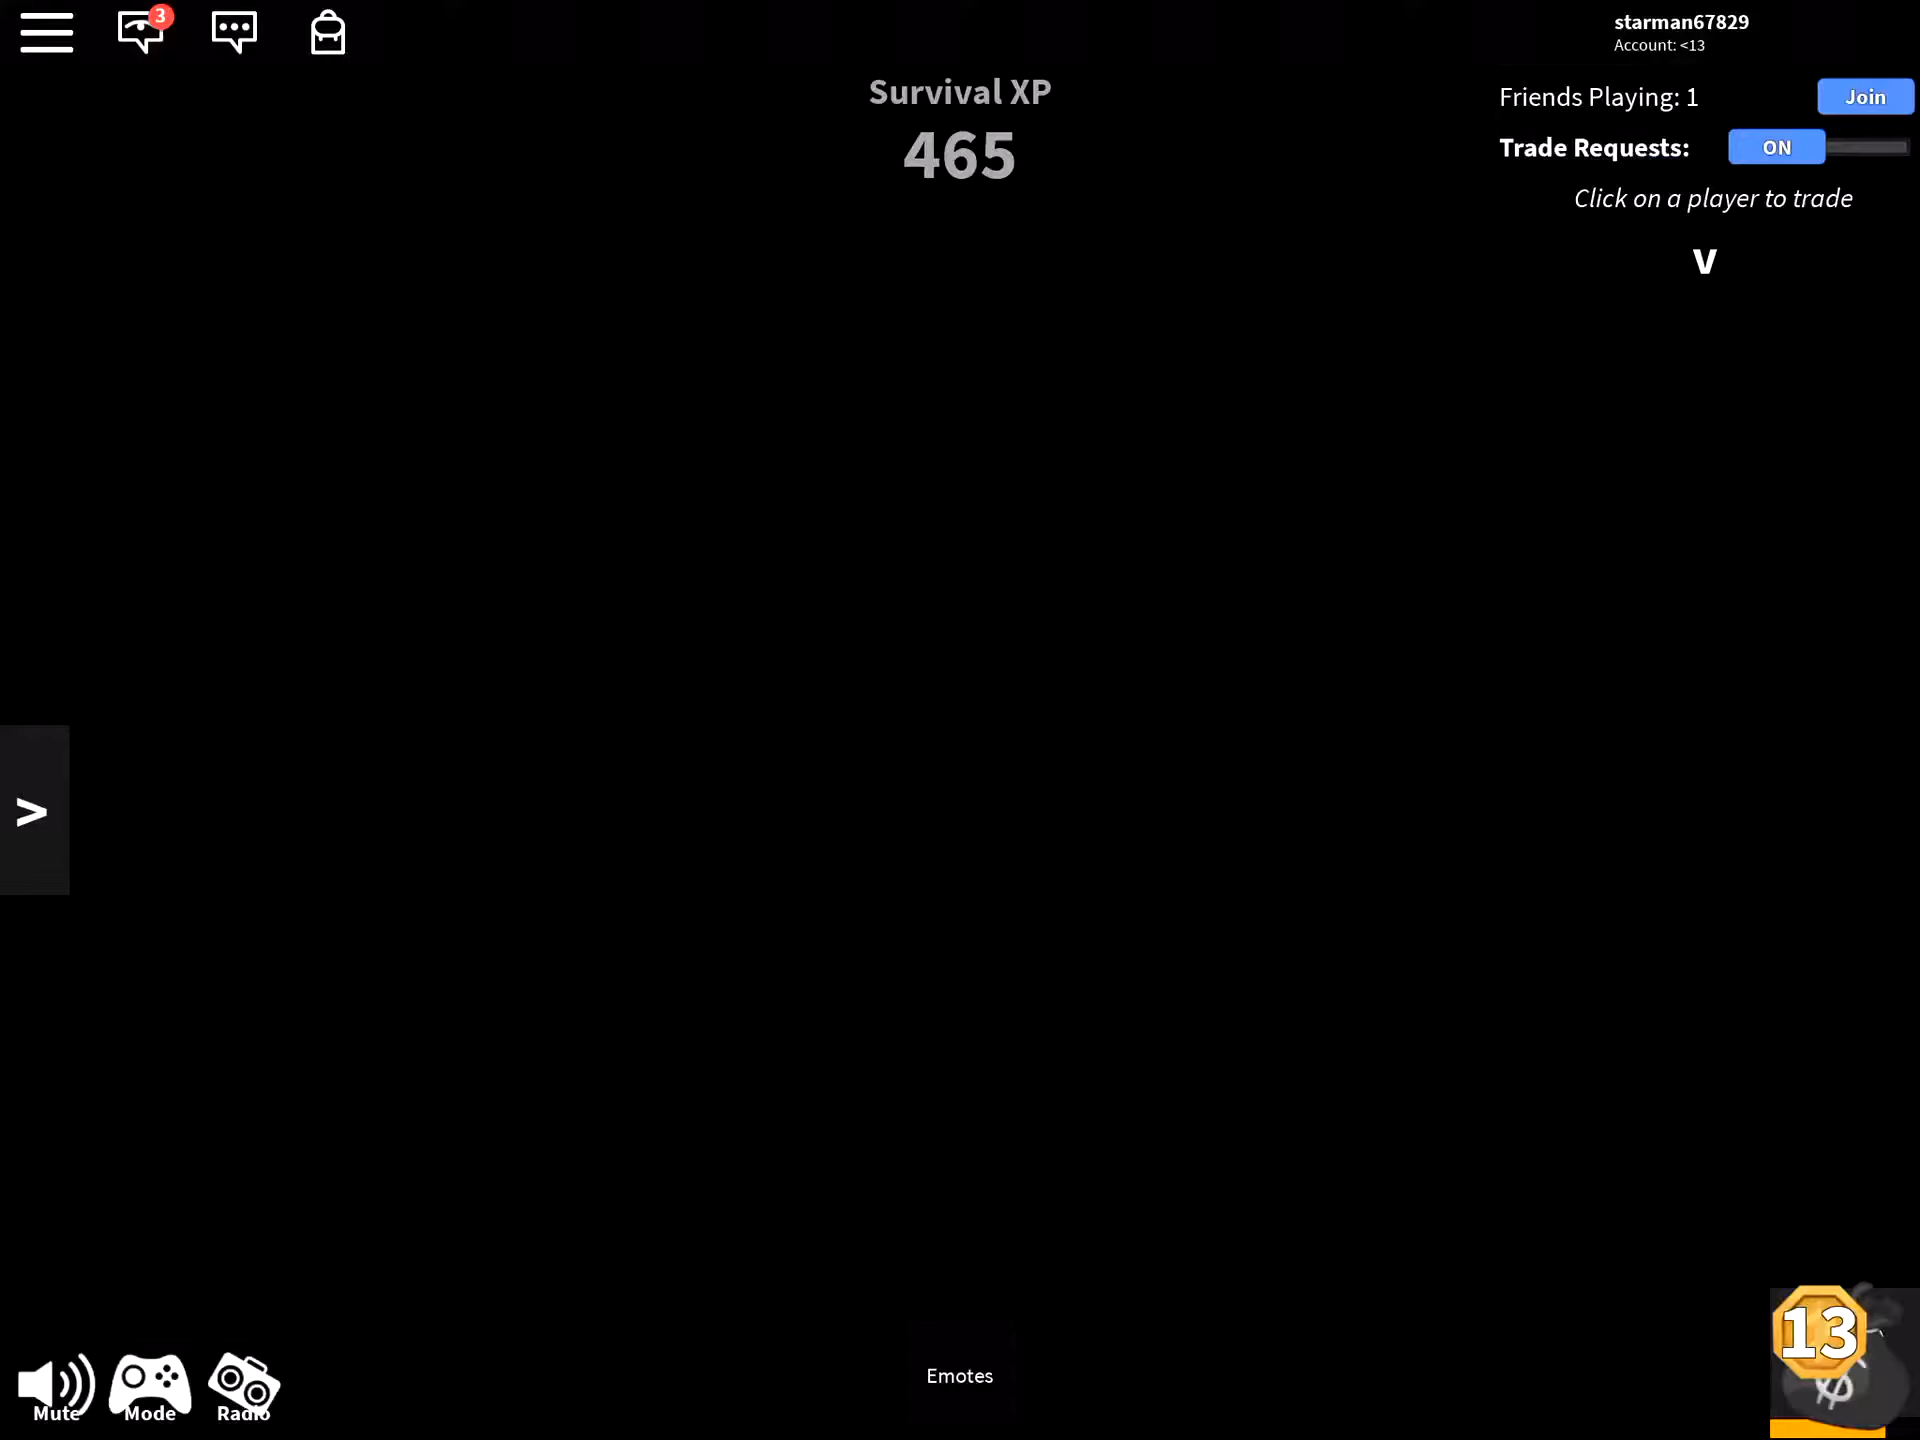 3
starman67829
Account: <13
Survival XP
465
Friends Playing: 1
Join
Trade Requests:
ON
Click on a player to trade
v
>
13
$
Mute
Mode
Radio
Emotes